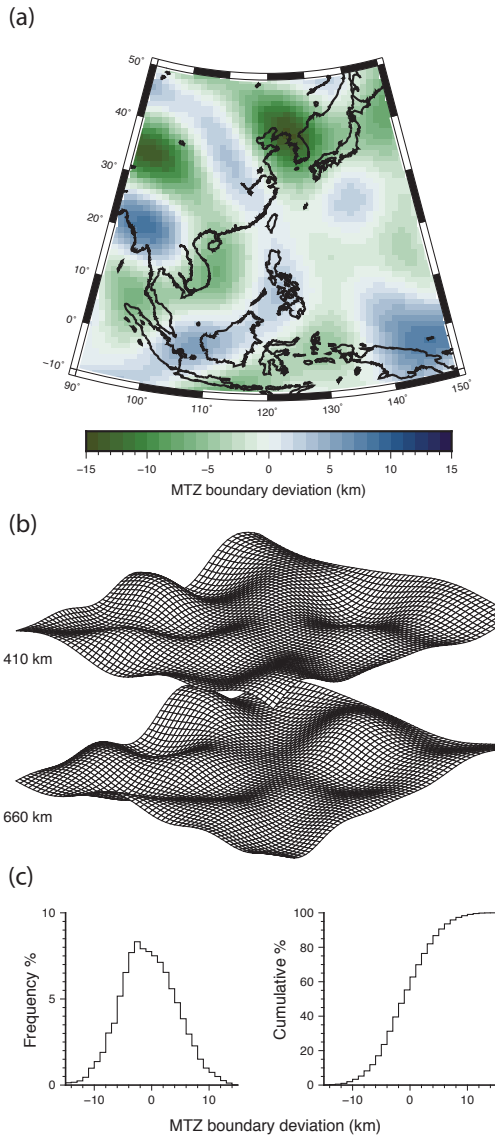 (a)
50˚
40˚
30˚
20˚
10˚
0˚
−10˚
90˚
100˚
110˚
120˚
130˚
140˚
150˚
−15 −10 −5 0 5 10 15
MTZ boundary deviation (km)
(b)
410 km
660 km
(c)
Frequency %
10
5
0
−10 0 10
Cumulative %
100
80
60
40
20
0
−10 0 10
MTZ boundary deviation (km)